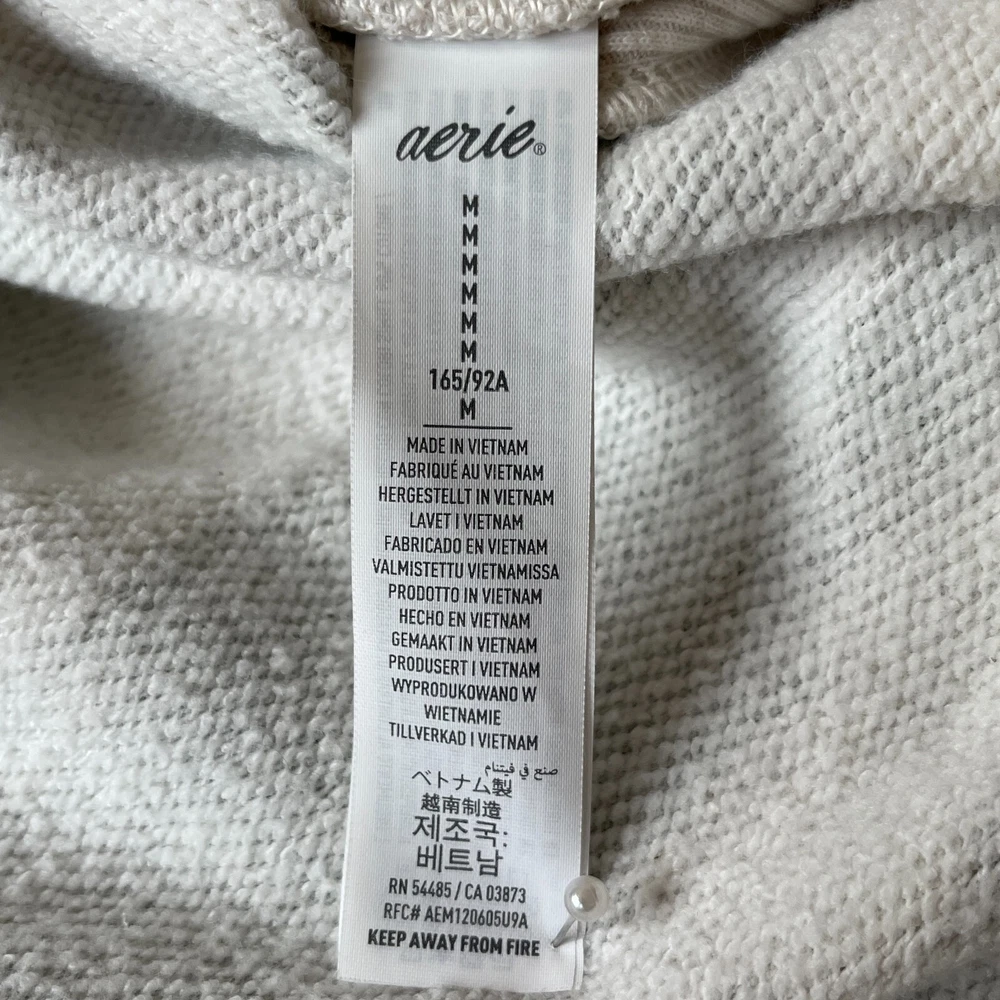 aerie®
M
M
M
M
M
M
165/92A
M
MADE IN VIETNAM
FABRIQUÉ AU VIETNAM
HERGESTELLT IN VIETNAM
LAVET I VIETNAM
FABRICADO EN VIETNAM
VALMISTETTU VIETNAMISSA
PRODOTTO IN VIETNAM
HECHO EN VIETNAM
GEMAAKT IN VIETNAM
PRODUSERT I VIETNAM
WYPRODUKOWANO W
WIETNAMIE
TILLVERKAD I VIETNAM
صنع في فيتنام
ベトナム製
越南制造
제조국:
베트남
RN 54485 / CA 03873
RFC# AEM120605U9A
KEEP AWAY FROM FIRE